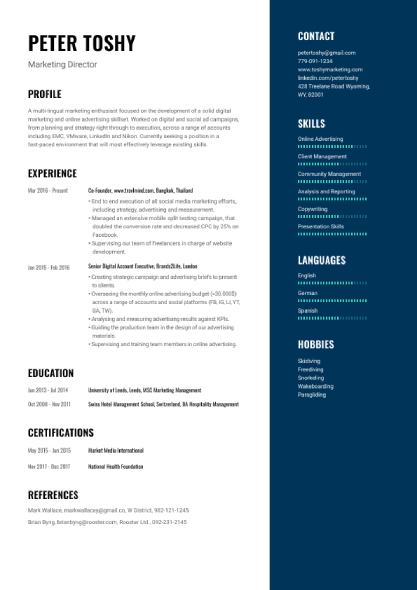 PETER TOSHY
Marketing Director
PROFILE
A multi-lingual marketing enthusiast focused on the development of a solid digital
marketing and online advertising skillset. Worked on digital and social ad campaigns,
from planning and strategy right through to execution, across a range of accounts
including EMC, VMware, LinkedIn and Nikon. Currently seeking a position in a
fast-paced environment that will most effectively leverage existing skills.
EXPERIENCE
Mar 2016 - Present
Co-Founder, Bangkok, Thailand
• End to end execution of all social media marketing efforts,
including strategy, advertising and measurement.
• Managed an extensive mobile split testing campaign, that
doubled the conversion rate and decreased CPC by 25% on
Facebook.
• Supervising our team of freelancers in charge of website
development.
Jan 2015 - Feb 2016
Senior Digital Account Executive, Brands2Life, London
• Creating strategic campaign and advertising briefs to present
to clients.
• Overseeing the monthly online advertising budget (+30.000$)
across a range of accounts and social platforms (FB, IG, LI, YT,
GA, TW).
• Analysing and measuring advertising results against KPIs.
• Guiding the production team in the design of our advertising
materials.
• Supervising and training team members in online advertising.
EDUCATION
Jan 2013 - Jul 2014
University of Leeds, Leeds, MSC Marketing Management
Oct 2008 - Nov 2011
Swiss Hotel Management School, Switzerland, BA Hospitality Management
CERTIFICATIONS
May 2015 - Jun 2015
Market Media International
Nov 2017 - Dec 2017
National Health Foundation
REFERENCES
Mark Wallace, markwallacey@gmail.co, W District, 982-121-1245
Brian Byng, brianbyng@rooster.com, Rooster Ltd., 092-231-2145
CONTACT
petertoshy@gmail.com
779-091-1234
www.toshymarketing.com
linkedin.com/petertoshy
428 Treelane Road Wyoming,
WY, 82001
SKILLS
Online Advertising
Client Management
Community Management
Analysis and Reporting
Copywriting
Presentation Skills
LANGUAGES
English
German
Spanish
HOBBIES
Skidiving
Freediving
Snorkeling
Wakeboarding
Paragliding